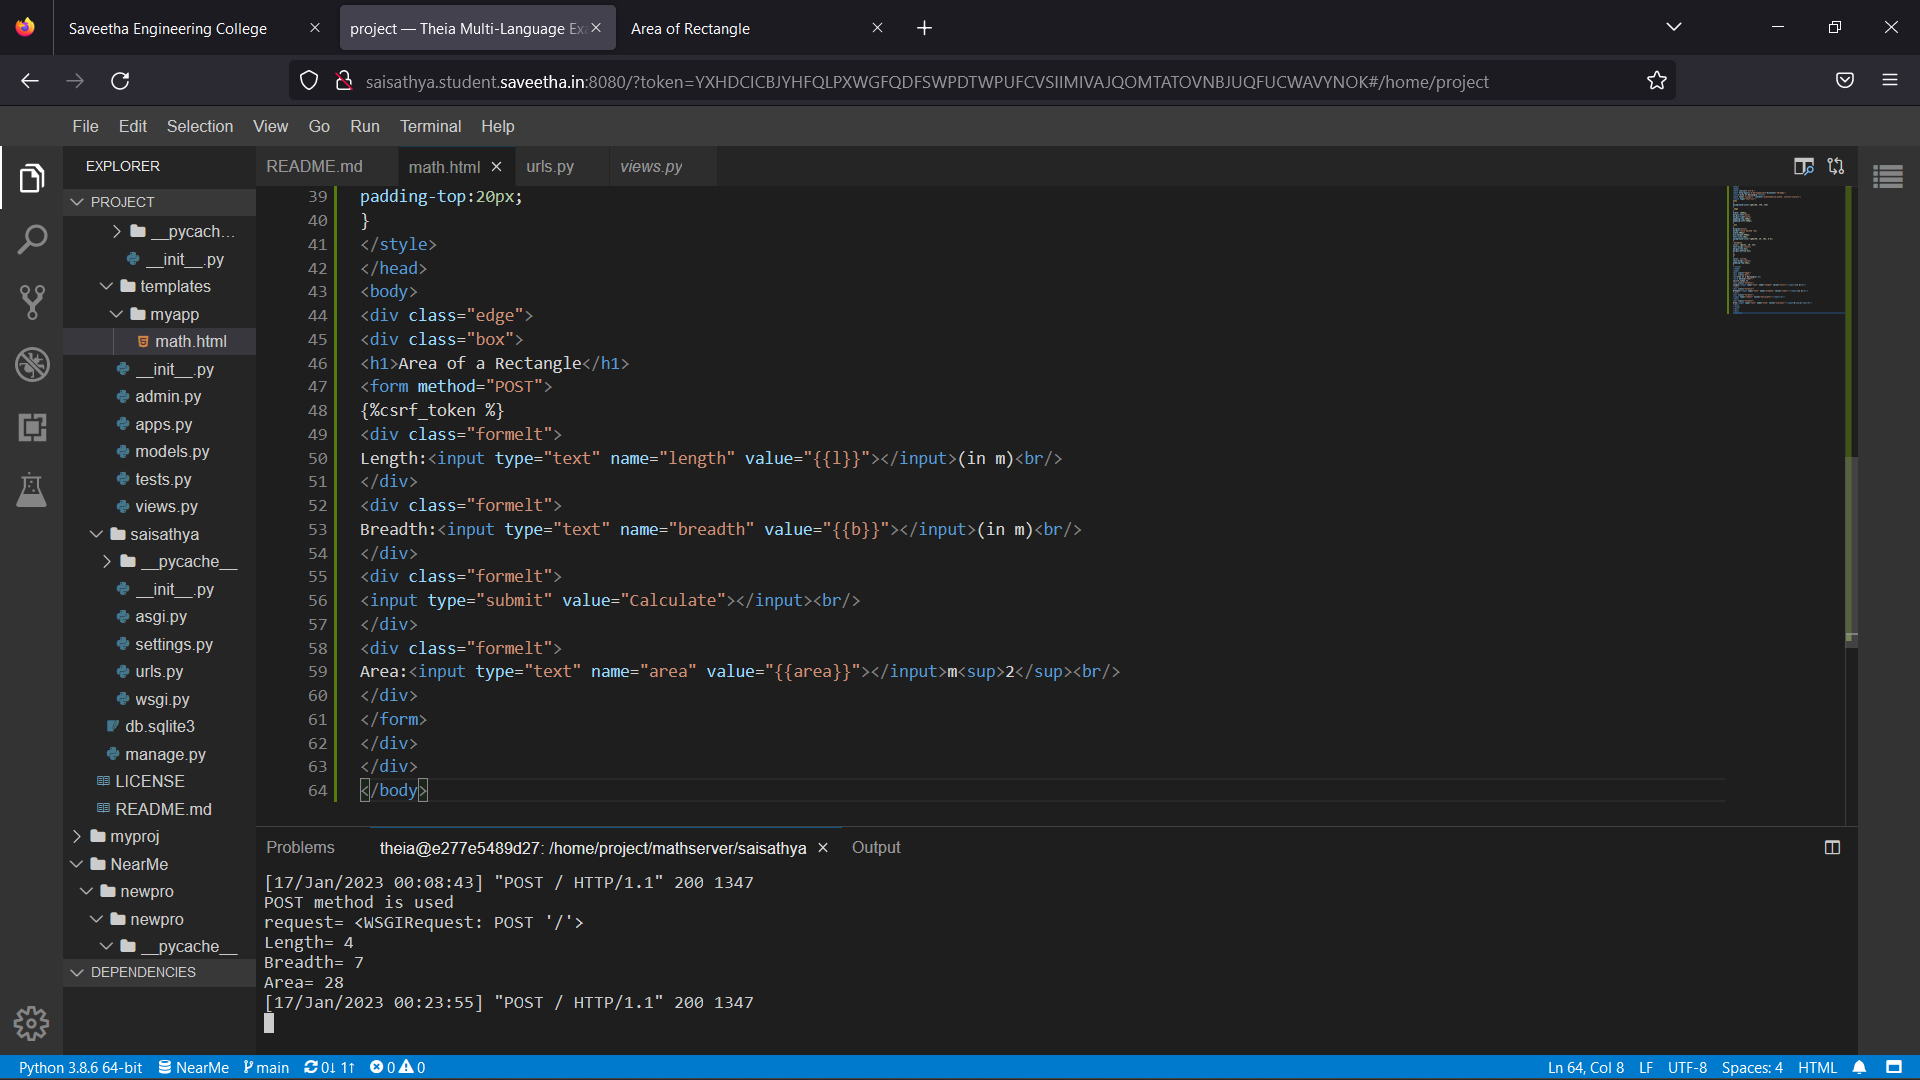 Saveetha Engineering College
project — Theia Multi-Language Ex
Area of Rectangle
saisathya.student.saveetha.in:8080/?token=YXHDCICBJYHFQLPXWGFQDFSWPDTWPUFCVSIIMIVAJQOMTATOVNBJUQFUCWAVYNOK#/home/project
File Edit Selection View Go Run Terminal Help
EXPLORER
PROJECT
__pycach...
__init__.py
templates
myapp
math.html
__init__.py
admin.py
apps.py
models.py
tests.py
views.py
saisathya
__pycache__
__init__.py
asgi.py
settings.py
urls.py
wsgi.py
db.sqlite3
manage.py
LICENSE
README.md
myproj
NearMe
newpro
newpro
__pycache__
DEPENDENCIES
README.md math.html urls.py views.py
39 padding-top:20px;
40 }
41 </style>
42 </head>
43 <body>
44 <div class="edge">
45 <div class="box">
46 <h1>Area of a Rectangle</h1>
47 <form method="POST">
48 {%csrf_token %}
49 <div class="formelt">
50 Length:<input type="text" name="length" value="{{l}}"></input>(in m)<br/>
51 </div>
52 <div class="formelt">
53 Breadth:<input type="text" name="breadth" value="{{b}}"></input>(in m)<br/>
54 </div>
55 <div class="formelt">
56 <input type="submit" value="Calculate"></input><br/>
57 </div>
58 <div class="formelt">
59 Area:<input type="text" name="area" value="{{area}}"></input>m<sup>2</sup><br/>
60 </div>
61 </form>
62 </div>
63 </div>
64 </body>
Problems theia@e277e5489d27: /home/project/mathserver/saisathya Output
[17/Jan/2023 00:08:43] "POST / HTTP/1.1" 200 1347
POST method is used
request= <WSGIRequest: POST '/'>
Length= 4
Breadth= 7
Area= 28
[17/Jan/2023 00:23:55] "POST / HTTP/1.1" 200 1347
Python 3.8.6 64-bit NearMe main 0↓ 1↑ 0 0 Ln 64, Col 8 LF UTF-8 Spaces: 4 HTML